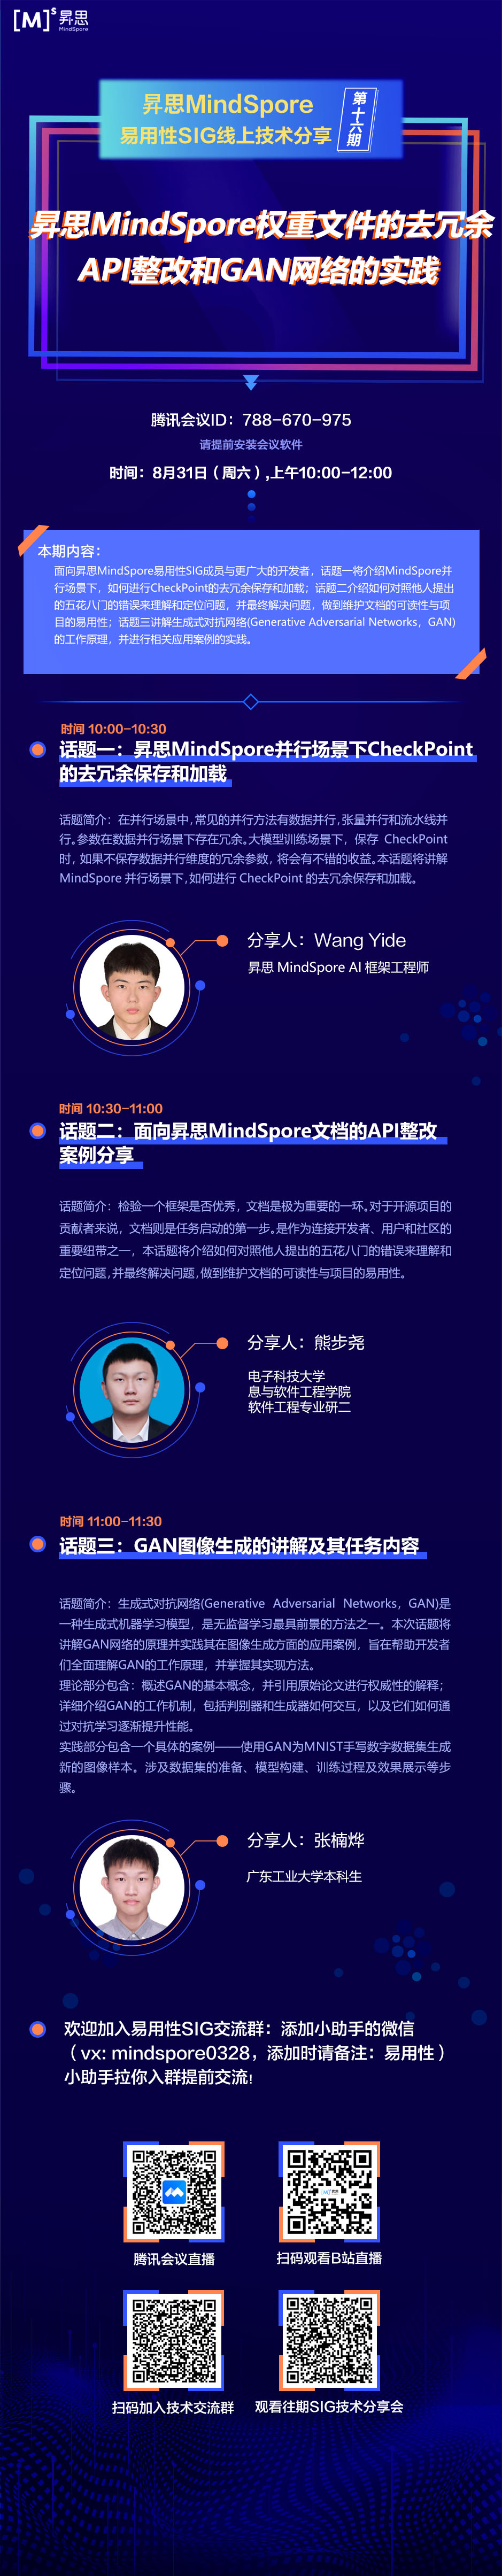 [M]ˢ 昇思
MindSpore
昇思MindSpore
易用性SIG线上技术分享
第十六期
昇思MindSpore权重文件的去冗余
API整改和GAN网络的实践
腾讯会议ID：788-670-975
请提前安装会议软件
时间：8月31日（周六）,上午10:00-12:00
本期内容：
面向昇思MindSpore易用性SIG成员与更广大的开发者，话题一将介绍MindSpore并
行场景下，如何进行CheckPoint的去冗余保存和加载；话题二介绍如何对照他人提出
的五花八门的错误来理解和定位问题，并最终解决问题，做到维护文档的可读性与项
目的易用性；话题三讲解生成式对抗网络(Generative Adversarial Networks，GAN)
的工作原理，并进行相关应用案例的实践。
时间 10:00-10:30
话题一：昇思MindSpore并行场景下CheckPoint
的去冗余保存和加载
话题简介：在并行场景中,常见的并行方法有数据并行,张量并行和流水线并
行。参数在数据并行场景下存在冗余。大模型训练场景下，保存 CheckPoint
时, 如果不保存数据并行维度的冗余参数, 将会有不错的收益。本话题将讲解
MindSpore 并行场景下,如何进行 CheckPoint 的去冗余保存和加载。
分享人：Wang Yide
昇思 MindSpore AI 框架工程师
时间 10:30-11:00
话题二：面向昇思MindSpore文档的API整改
案例分享
话题简介：检验一个框架是否优秀，文档是极为重要的一环。对于开源项目的
贡献者来说，文档则是任务启动的第一步。是作为连接开发者、用户和社区的
重要纽带之一，本话题将介绍如何对照他人提出的五花八门的错误来理解和
定位问题,并最终解决问题,做到维护文档的可读性与项目的易用性。
分享人：熊步尧
电子科技大学
息与软件工程学院
软件工程专业研二
时间 11:00-11:30
话题三：GAN图像生成的讲解及其任务内容
话题简介：生成式对抗网络(Generative Adversarial Networks，GAN)是
一种生成式机器学习模型，是无监督学习最具前景的方法之一。本次话题将
讲解GAN网络的原理并实践其在图像生成方面的应用案例，旨在帮助开发者
们全面理解GAN的工作原理，并掌握其实现方法。
理论部分包含：概述GAN的基本概念，并引用原始论文进行权威性的解释；
详细介绍GAN的工作机制，包括判别器和生成器如何交互，以及它们如何通
过对抗学习逐渐提升性能。
实践部分包含一个具体的案例——使用GAN为MNIST手写数字数据集生成
新的图像样本。涉及数据集的准备、模型构建、训练过程及效果展示等步
骤。
分享人：张楠烨
广东工业大学本科生
欢迎加入易用性SIG交流群：添加小助手的微信
（vx: mindspore0328，添加时请备注：易用性）
小助手拉你入群提前交流!
腾讯会议直播
扫码观看B站直播
扫码加入技术交流群
观看往期SIG技术分享会